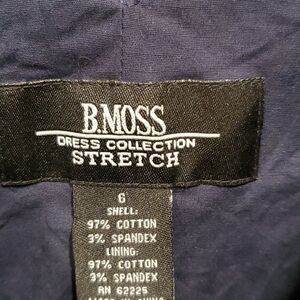 B.MOSS
DRESS COLLECTION
STRETCH
6
SHELL:
97% COTTON
3% SPANDEX
LINING:
97% COTTON
3% SPANDEX
RN 62225